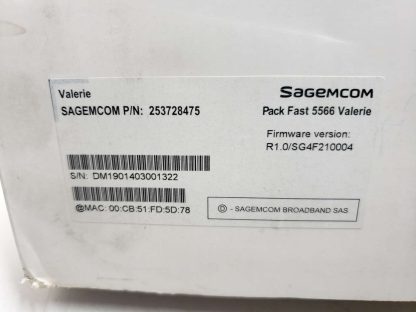 Valerie
SAGEMCOM
SAGEMCOM P/N: 253728475
Pack Fast 5566 Valerie
Firmware version:
R1.0/SG4F210004
S/N: DM1901403001322
@MAC: 00:CB:51:FD:5D:78
D - SAGEMCOM BROADBAND SAS